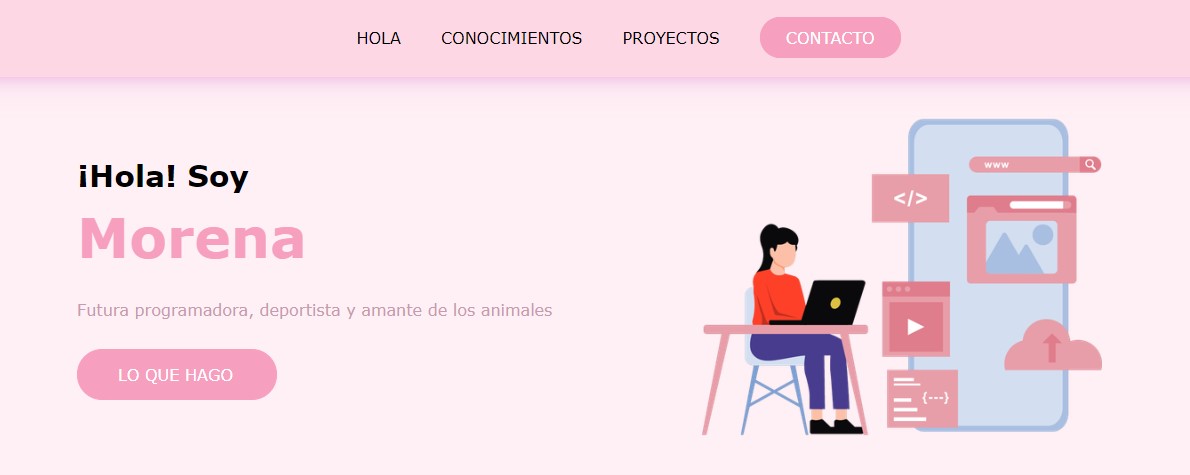 HOLA CONOCIMIENTOS PROYECTOS CONTACTO
¡Hola! Soy
Morena
Futura programadora, deportista y amante de los animales
LO QUE HAGO
www
</>
{---}